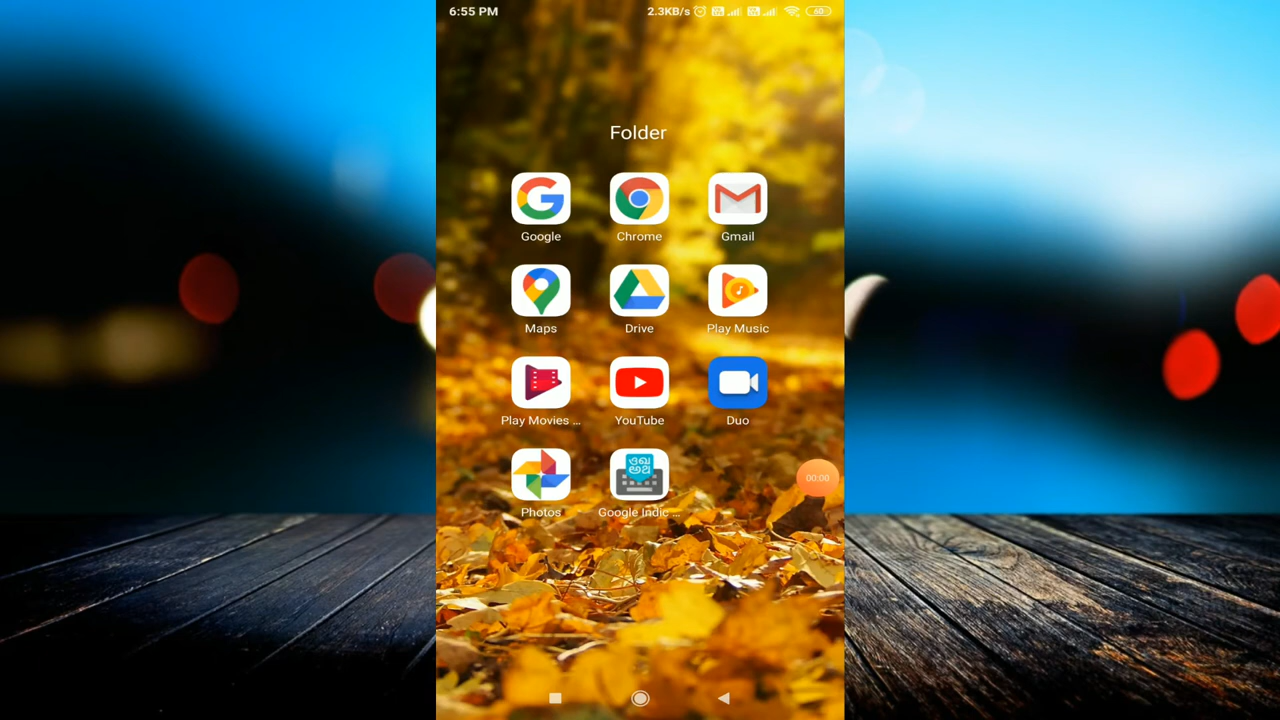 6:55 PM 2.3KB/s 60
Folder
Google Chrome Gmail
Maps Drive Play Music
Play Movies ... YouTube Duo
00:00
Photos Google Indic ...